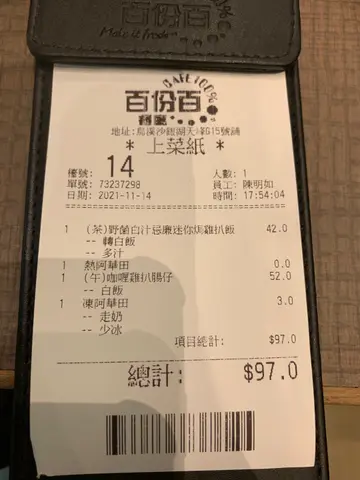 百份百
Make it fresh
CAFE100%
百份百
餐廳
地址:烏溪沙銀湖天峰15號舖
* 上菜紙 *
檯號: 14 人數: 1
單號: 73237298 員工: 陳明如
日期: 2021-11-14 時間: 17:54:04
1 (茶)野菌白汁忌廉迷你焗雞扒飯 42.0
-- 轉白飯
-- 多汁
1 熱阿華田 0.0
1 (午)咖喱雞扒腸仔 52.0
-- 白飯
1 凍阿華田 3.0
-- 走奶
-- 少冰
項目總計: $97.0
總計: $97.0